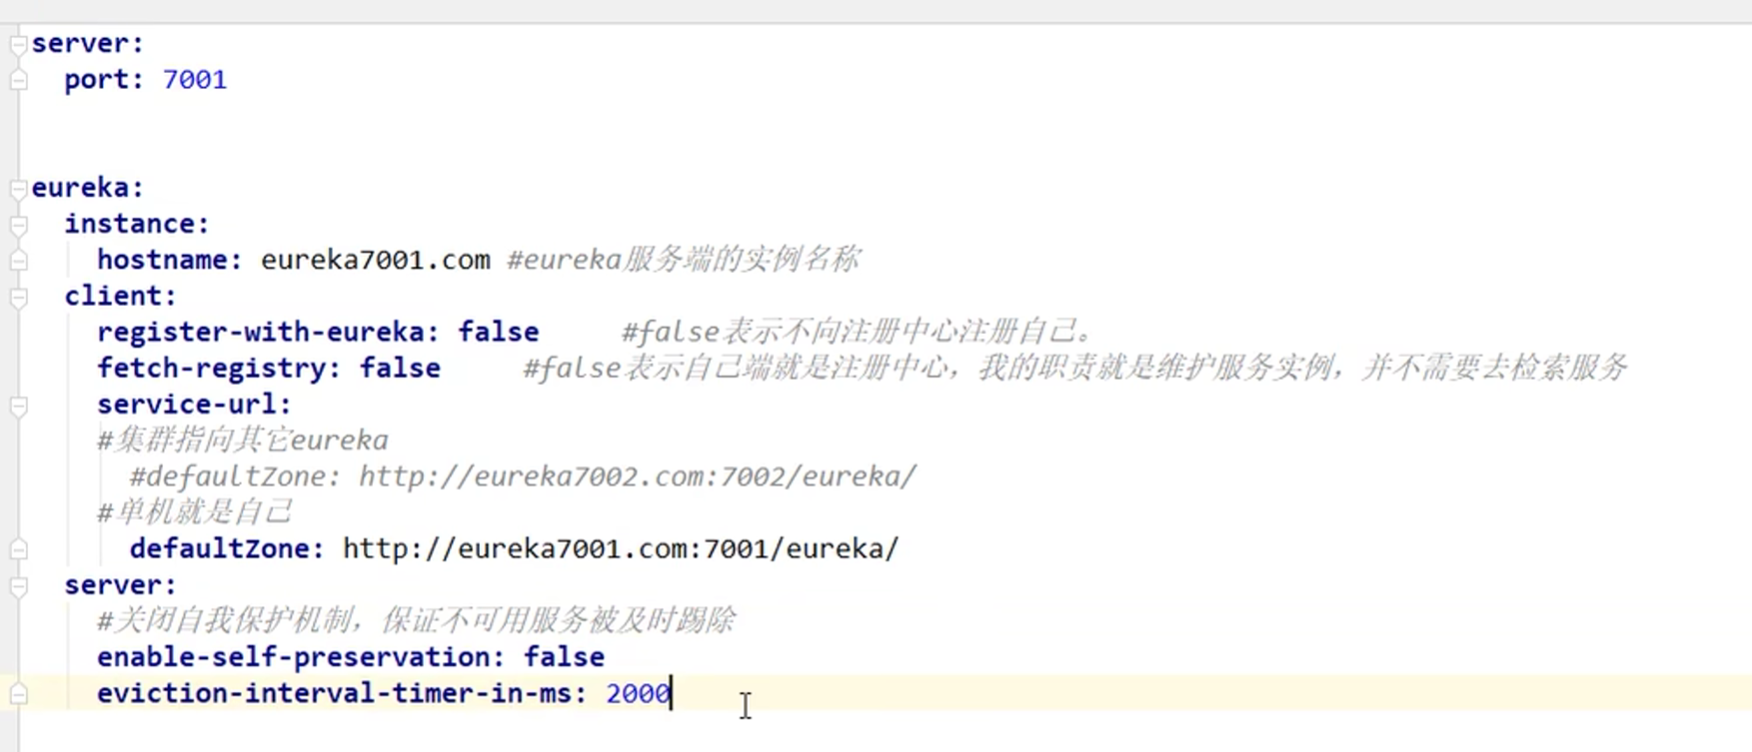 server:
  port: 7001
eureka:
  instance:
    hostname: eureka7001.com #eureka服务端的实例名称
  client:
    register-with-eureka: false     #false表示不向注册中心注册自己。
    fetch-registry: false     #false表示自己端就是注册中心，我的职责就是维护服务实例，并不需要去检索服务
    service-url:
    #集群指向其它eureka
      #defaultZone: http://eureka7002.com:7002/eureka/
    #单机就是自己
      defaultZone: http://eureka7001.com:7001/eureka/
  server:
    #关闭自我保护机制，保证不可用服务被及时踢除
    enable-self-preservation: false
    eviction-interval-timer-in-ms: 2000